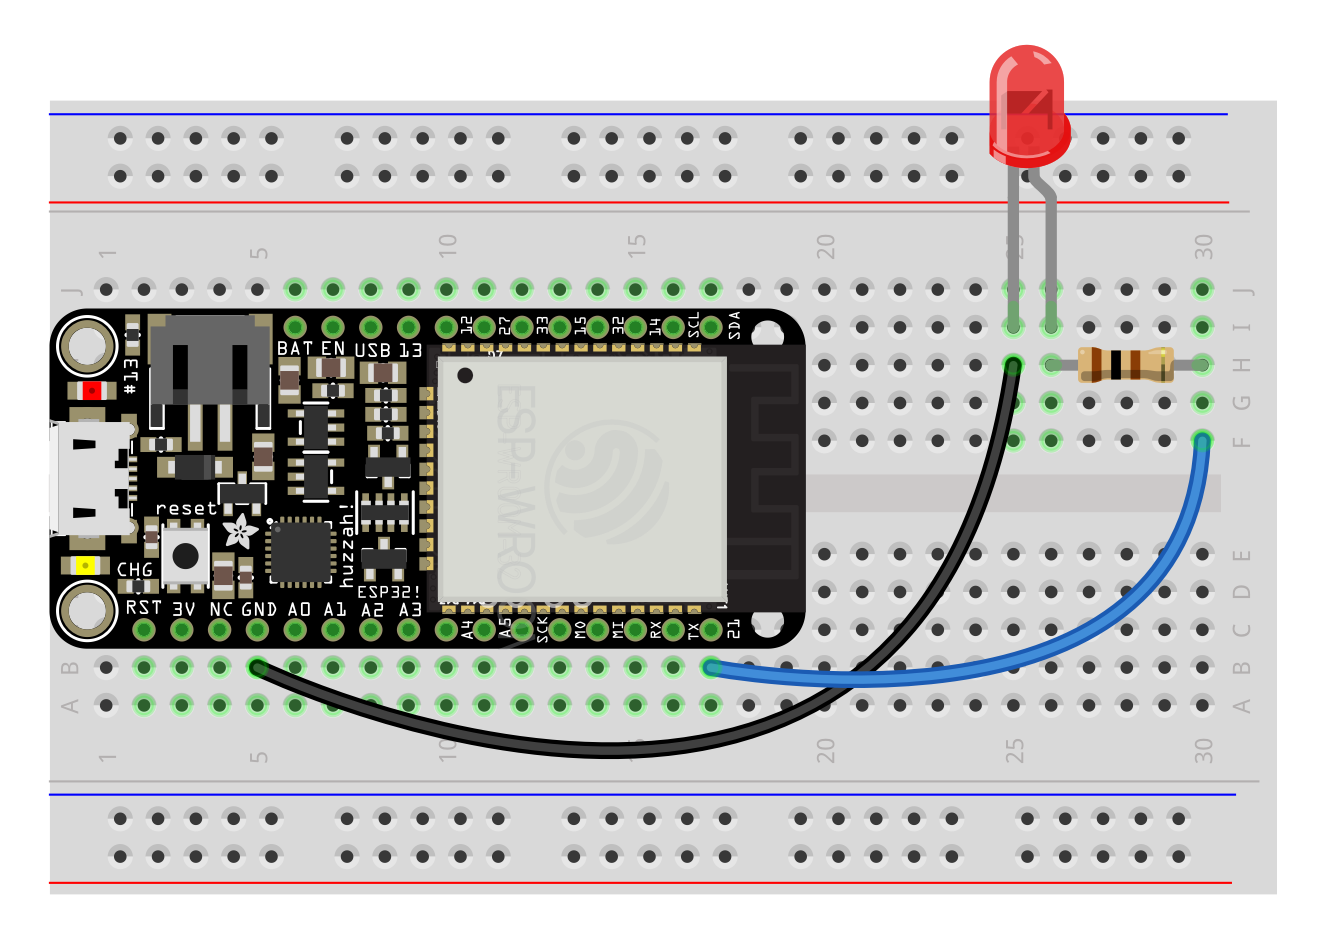 1 5 10 15 20 25 30
J J
12 27 33 15 32 14 SCL SDA
I
BAT EN USB 13
#13
H
G
F
ESP-WRO
reset
huzzah!
E
CHG
ESP32!
D
RST 3V NC GND A0 A1 A2 A3
A4 A5 SCK MO MI RX TX 21
C
B B
A A
1 5 10 15 20 25 30